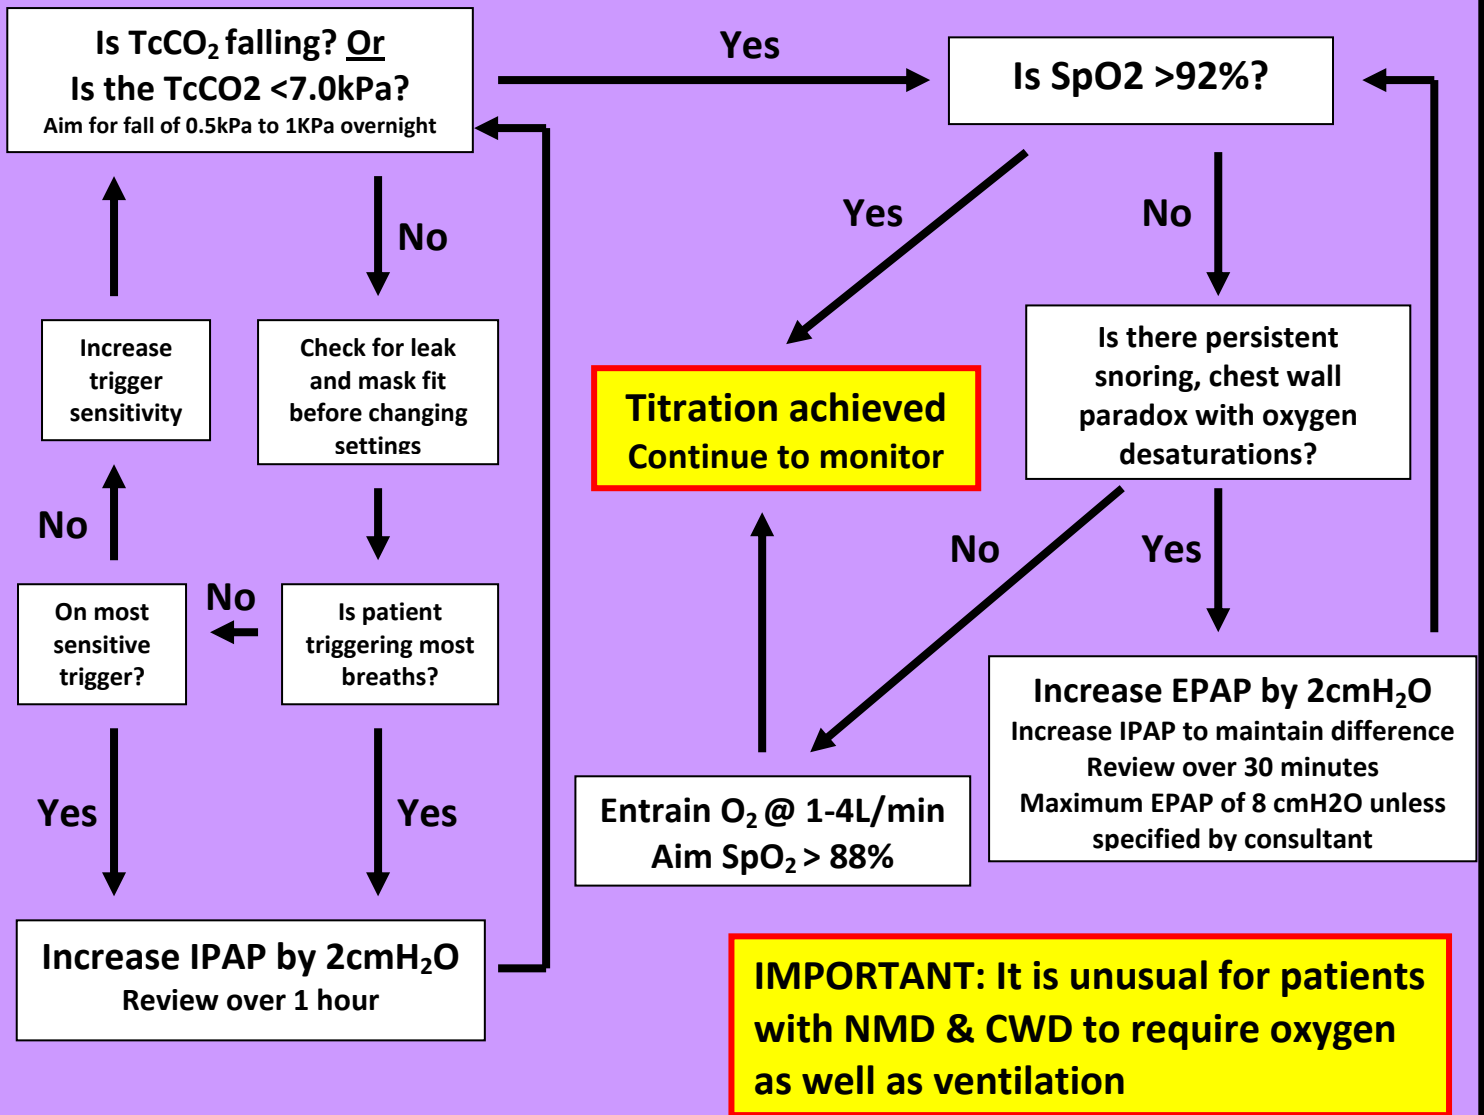 Is TcCO₂ falling? Or
Is the TcCO2 <7.0kPa?
Aim for fall of 0.5kPa to 1KPa overnight
Yes
Is SpO2 >92%?
No
Yes
No
Increase
trigger
sensitivity
Check for leak
and mask fit
before changing
settings
Titration achieved
Continue to monitor
Is there persistent
snoring, chest wall
paradox with oxygen
desaturations?
No
No
Yes
On most
sensitive
trigger?
No
Is patient
triggering most
breaths?
Yes
Yes
Entrain O₂ @ 1-4L/min
Aim SpO₂ > 88%
Increase EPAP by 2cmH₂O
Increase IPAP to maintain difference
Review over 30 minutes
Maximum EPAP of 8 cmH2O unless
specified by consultant
Increase IPAP by 2cmH₂O
Review over 1 hour
IMPORTANT: It is unusual for patients
with NMD & CWD to require oxygen
as well as ventilation